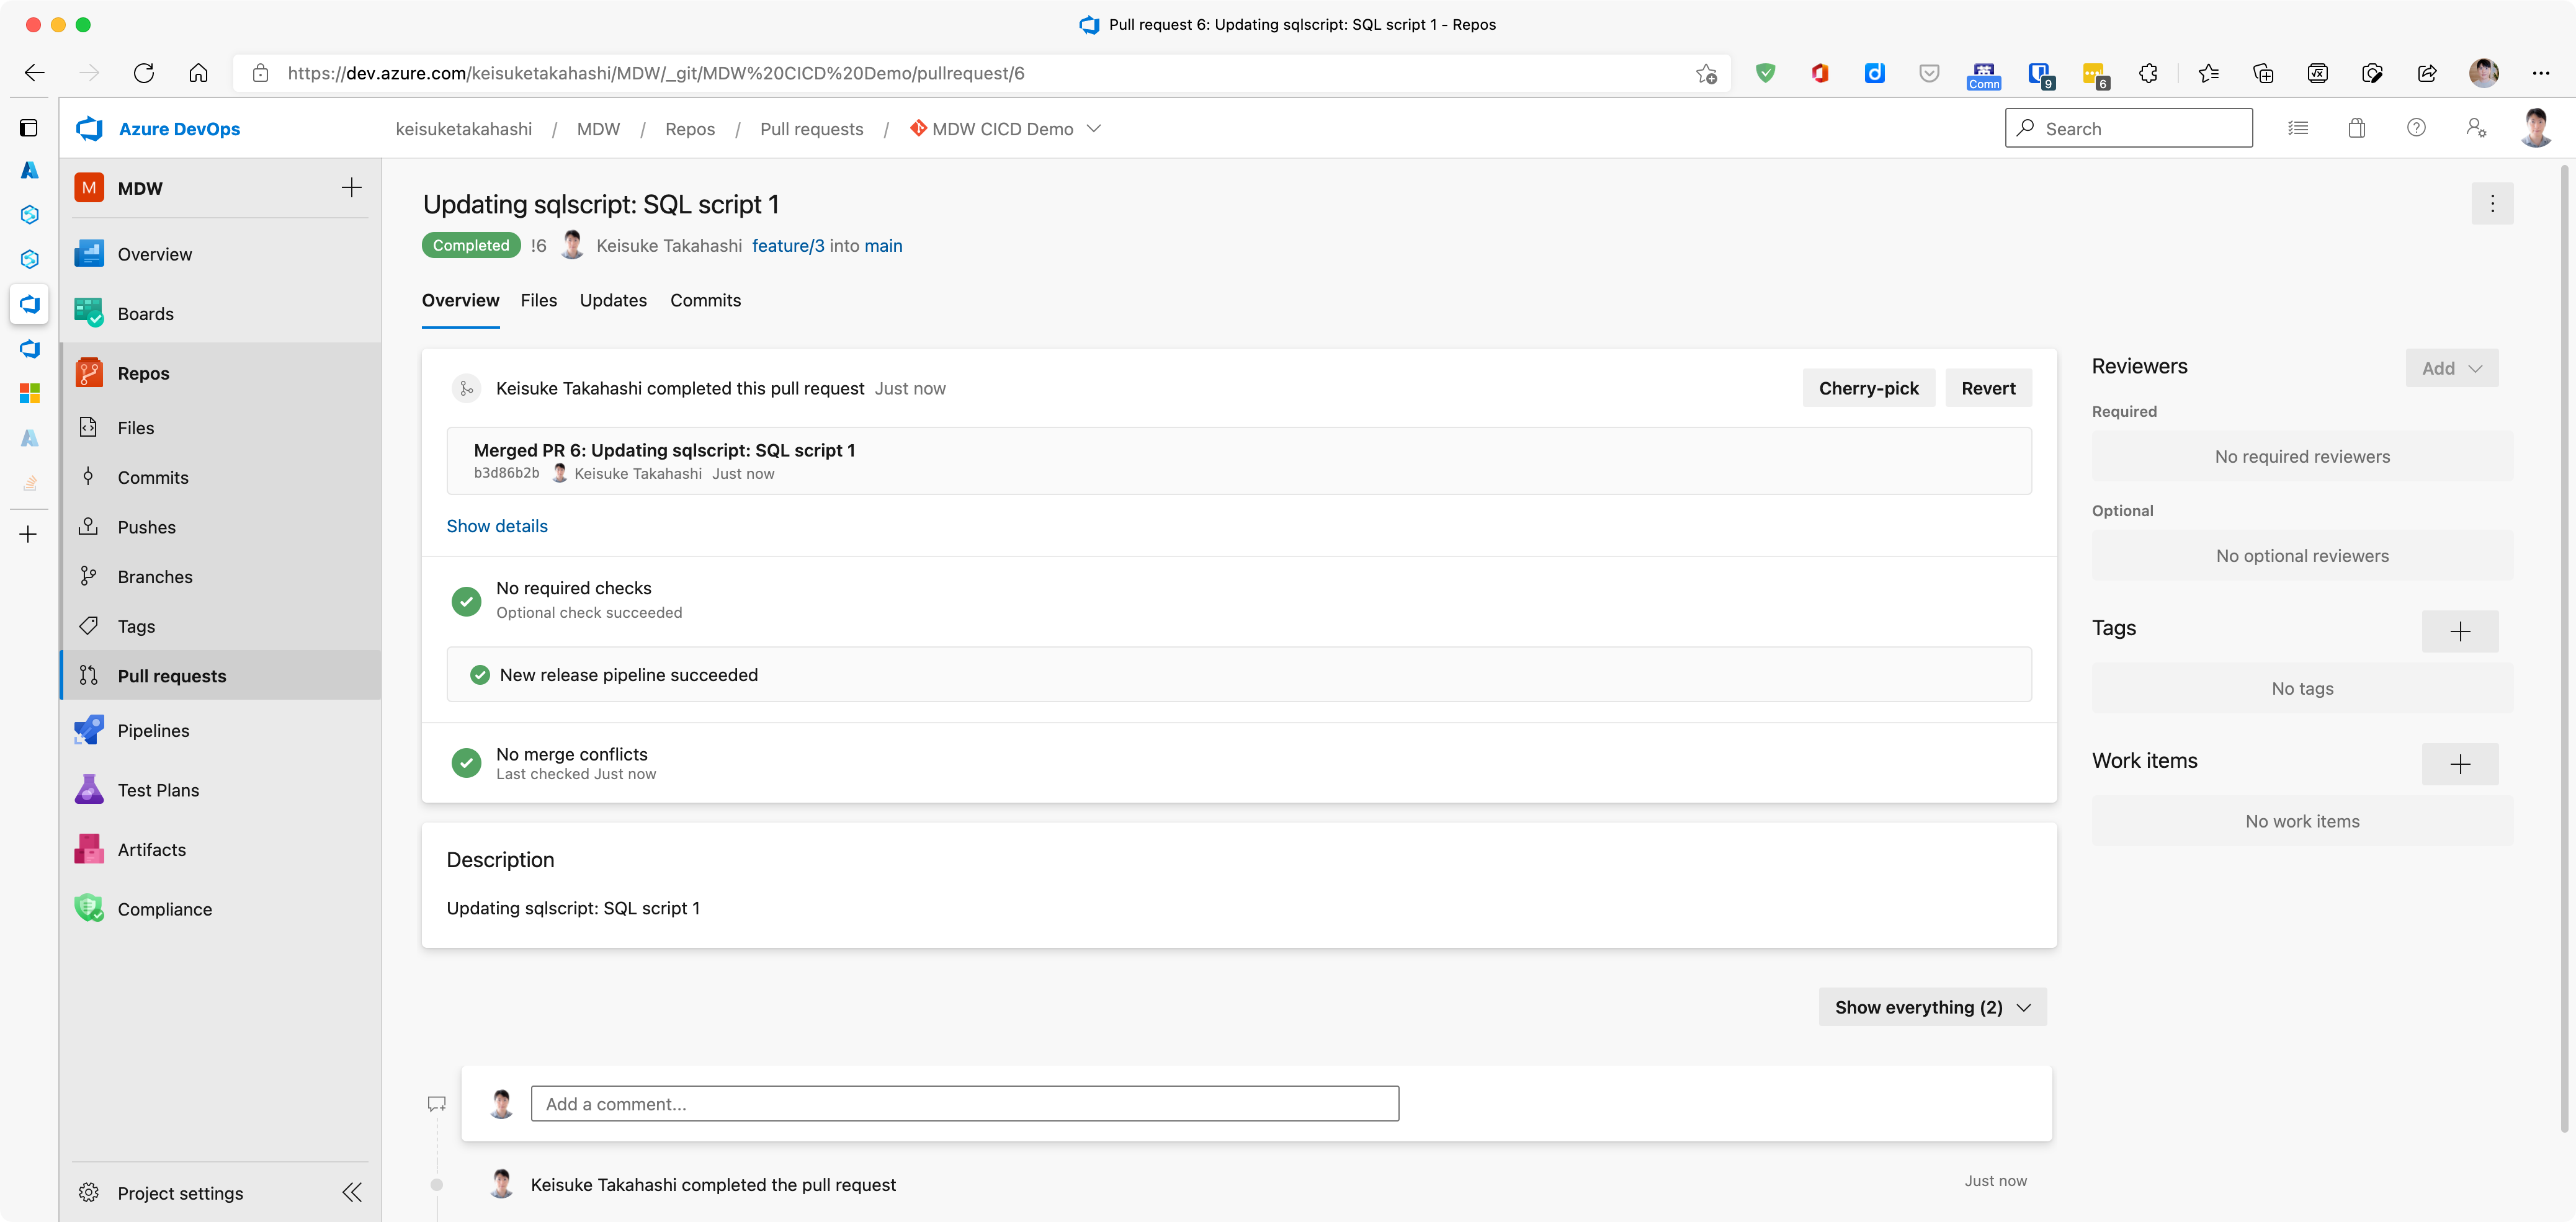 Pull request 6: Updating sqlscript: SQL script 1 - Repos
https://dev.azure.com/keisuketakahashi/MDW/_git/MDW%20CICD%20Demo/pullrequest/6
Comn
9
6
Azure DevOps
keisuketakahashi / MDW / Repos / Pull requests / MDW CICD Demo
Search
M MDW
Overview
Boards
Repos
Files
Commits
Pushes
Branches
Tags
Pull requests
Pipelines
Test Plans
Artifacts
Compliance
Project settings
Updating sqlscript: SQL script 1
Completed !6 Keisuke Takahashi feature/3 into main
Overview Files Updates Commits
Keisuke Takahashi completed this pull request Just now
Cherry-pick Revert
Merged PR 6: Updating sqlscript: SQL script 1
b3d86b2b Keisuke Takahashi Just now
Show details
No required checks
Optional check succeeded
New release pipeline succeeded
No merge conflicts
Last checked Just now
Description
Updating sqlscript: SQL script 1
Show everything (2)
Add a comment...
Keisuke Takahashi completed the pull request
Just now
Reviewers Add
Required
No required reviewers
Optional
No optional reviewers
Tags
No tags
Work items
No work items